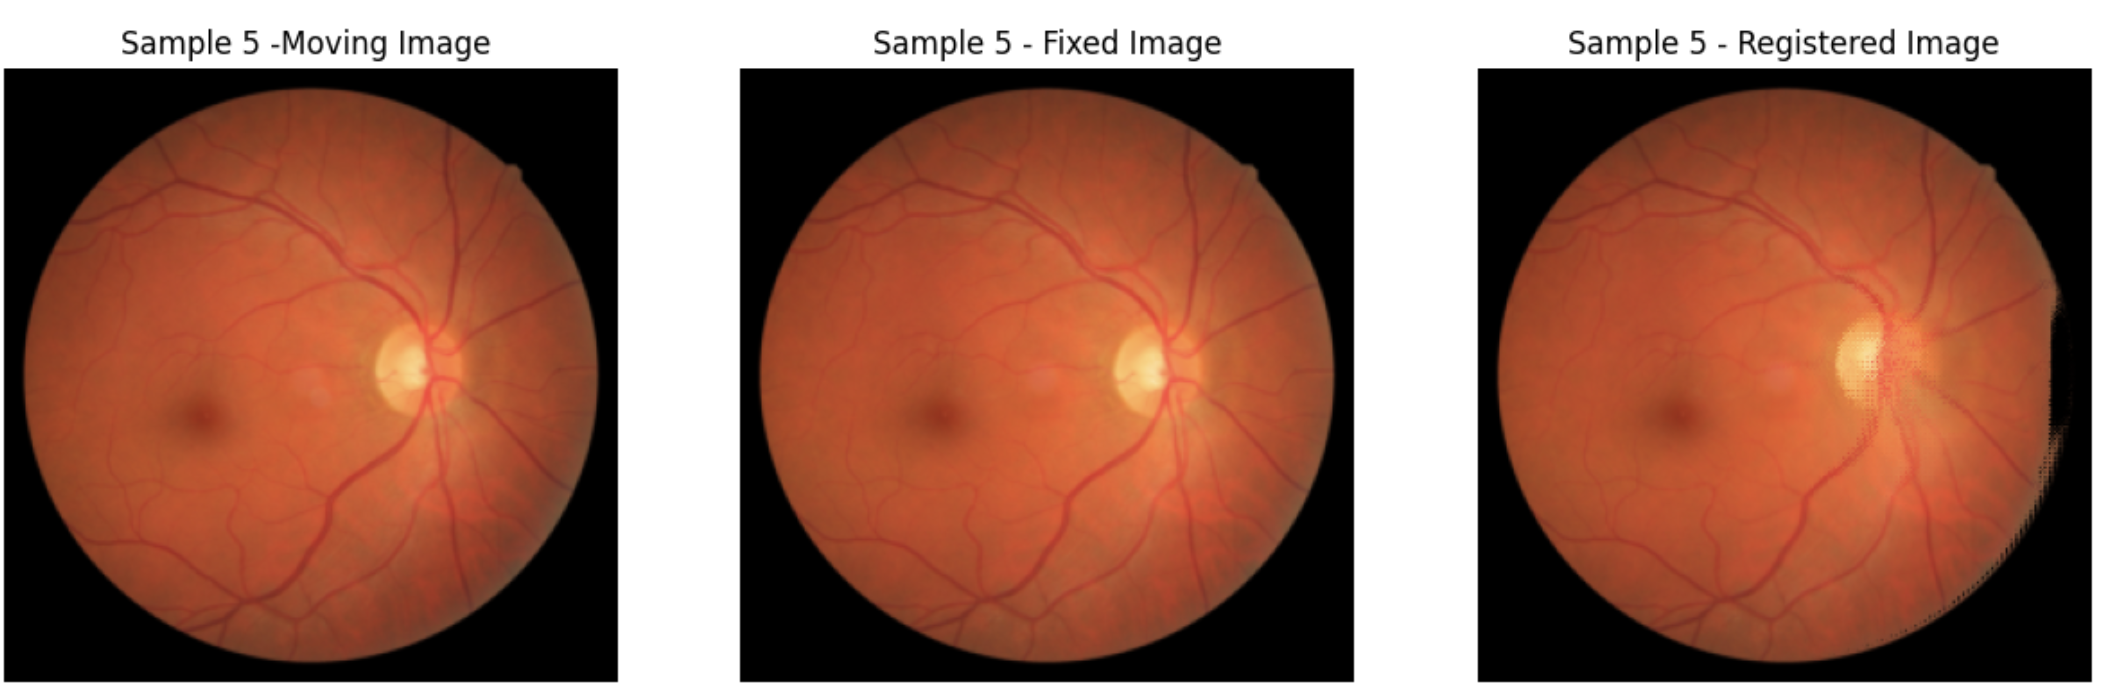 Sample 5 -Moving Image
Sample 5 - Fixed Image
Sample 5 - Registered Image